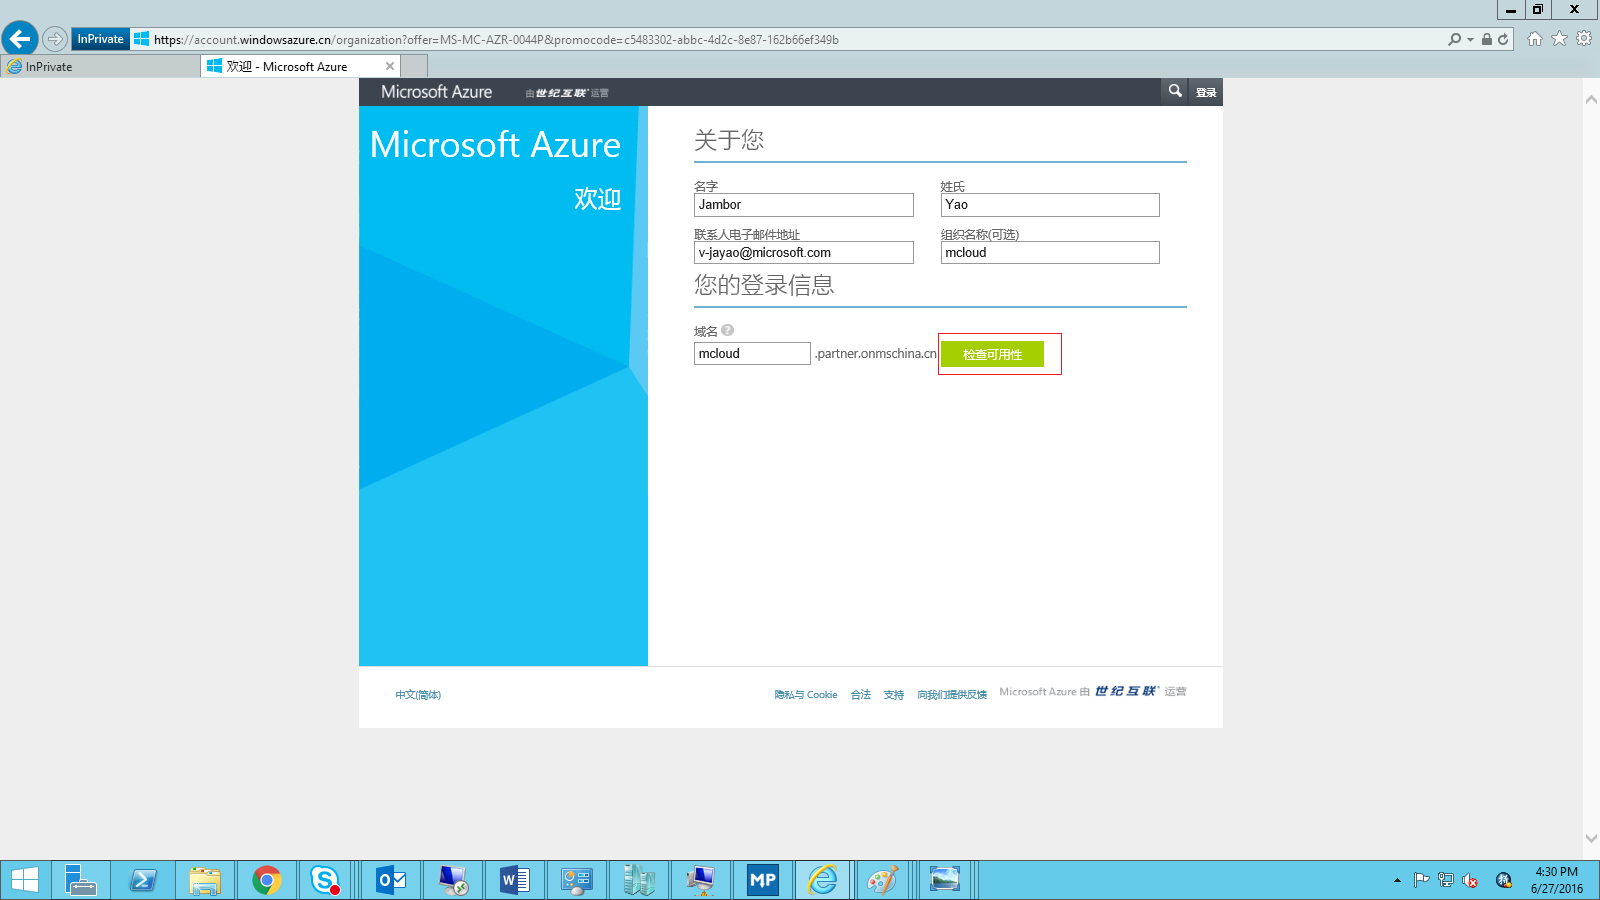 InPrivate
https://account.windowsazure.cn/organization?offer=MS-MC-AZR-0044P&promocode=c5483302-abbc-4d2c-8e87-162b66ef349b
InPrivate
欢迎 - Microsoft Azure
Microsoft Azure
由世纪互联运营
登录
Microsoft Azure
欢迎
关于您
名字
姓氏
Jambor
Yao
联系人电子邮件地址
组织名称(可选)
v-jayao@microsoft.com
mcloud
您的登录信息
域名 ?
mcloud
.partner.onmschina.cn
检查可用性
中文(简体)
隐私与 Cookie
合法
支持
向我们提供反馈
Microsoft Azure 由 世纪互联 运营
MP
4:30 PM
6/27/2016